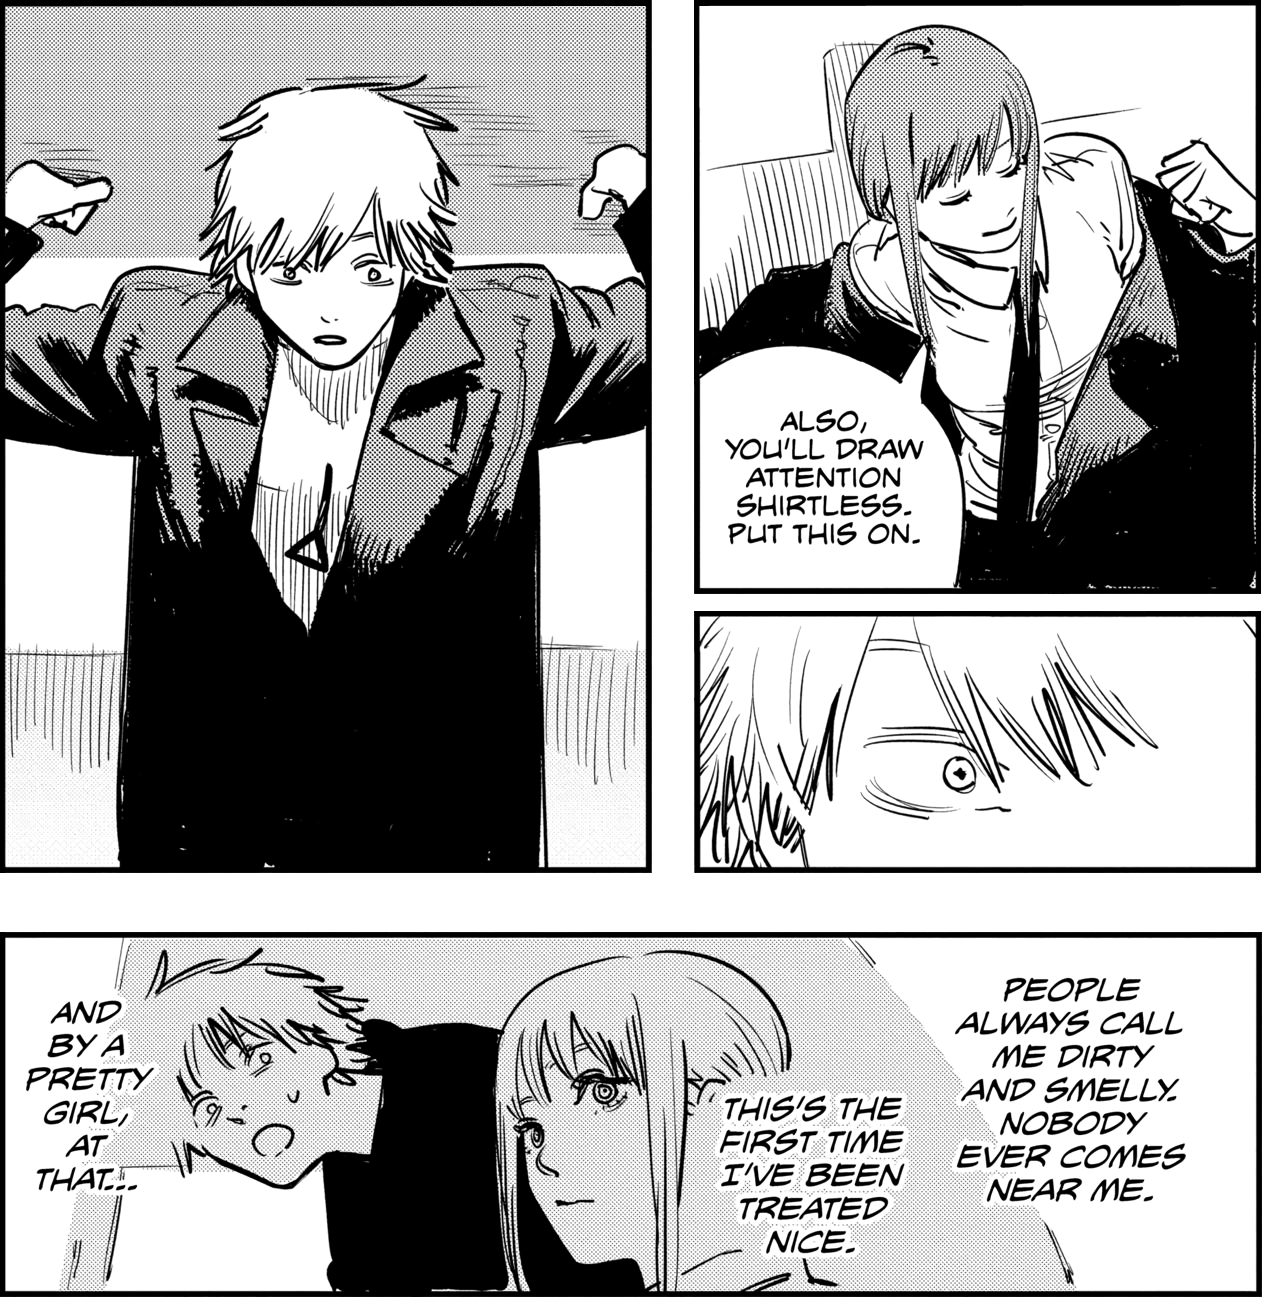 ALSO,
YOU'LL DRAW
ATTENTION
SHIRTLESS.
PUT THIS ON.
PEOPLE
ALWAYS CALL
ME DIRTY
AND SMELLY.
NOBODY
EVER COMES
NEAR ME.
THIS'S THE
FIRST TIME
I'VE BEEN
TREATED
NICE.
AND
BY A
PRETTY
GIRL,
AT
THAT...